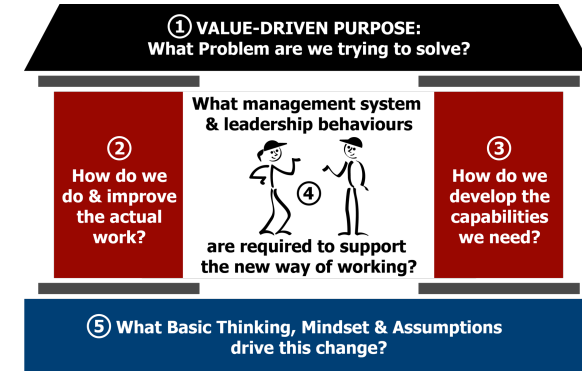 ① VALUE-DRIVEN PURPOSE:
What Problem are we trying to solve?
②
How do we
do & improve
the actual
work?
What management system
& leadership behaviours
④
are required to support
the new way of working?
③
How do we
develop the
capabilities
we need?
⑤ What Basic Thinking, Mindset & Assumptions
drive this change?